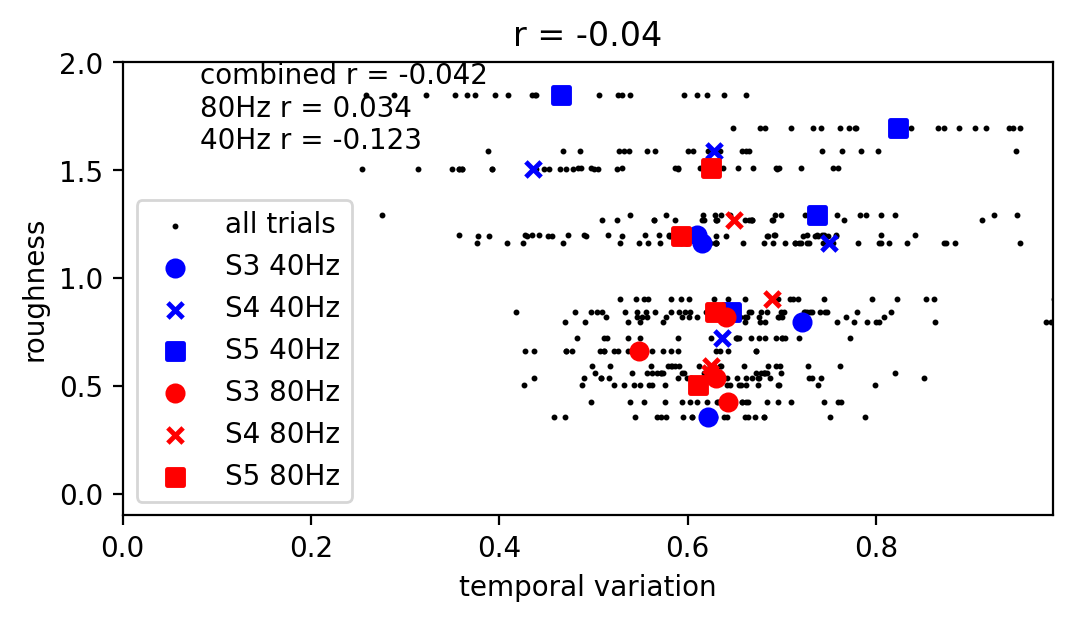 r = -0.04
combined r = -0.042
80Hz r = 0.034
40Hz r = -0.123
2.0
1.5
1.0
0.5
0.0
roughness
all trials
S3 40Hz
S4 40Hz
S5 40Hz
S3 80Hz
S4 80Hz
S5 80Hz
0.0 0.2 0.4 0.6 0.8
temporal variation